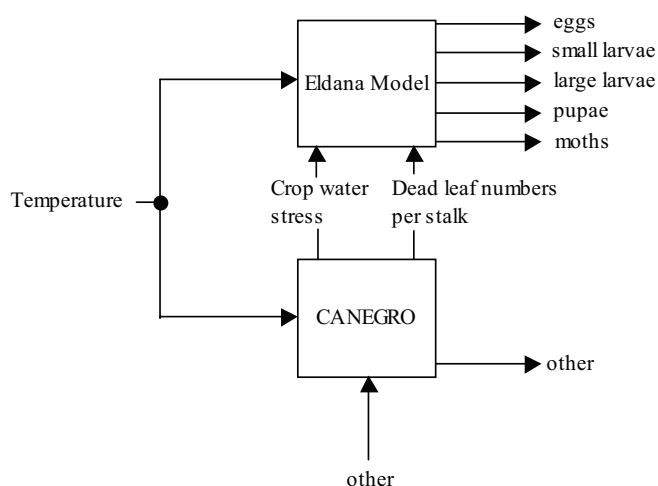 eggs
small larvae
Eldana Model
large larvae
pupae
moths
Crop water
stress
Dead leaf numbers
per stalk
Temperature
CANEGRO
other
other